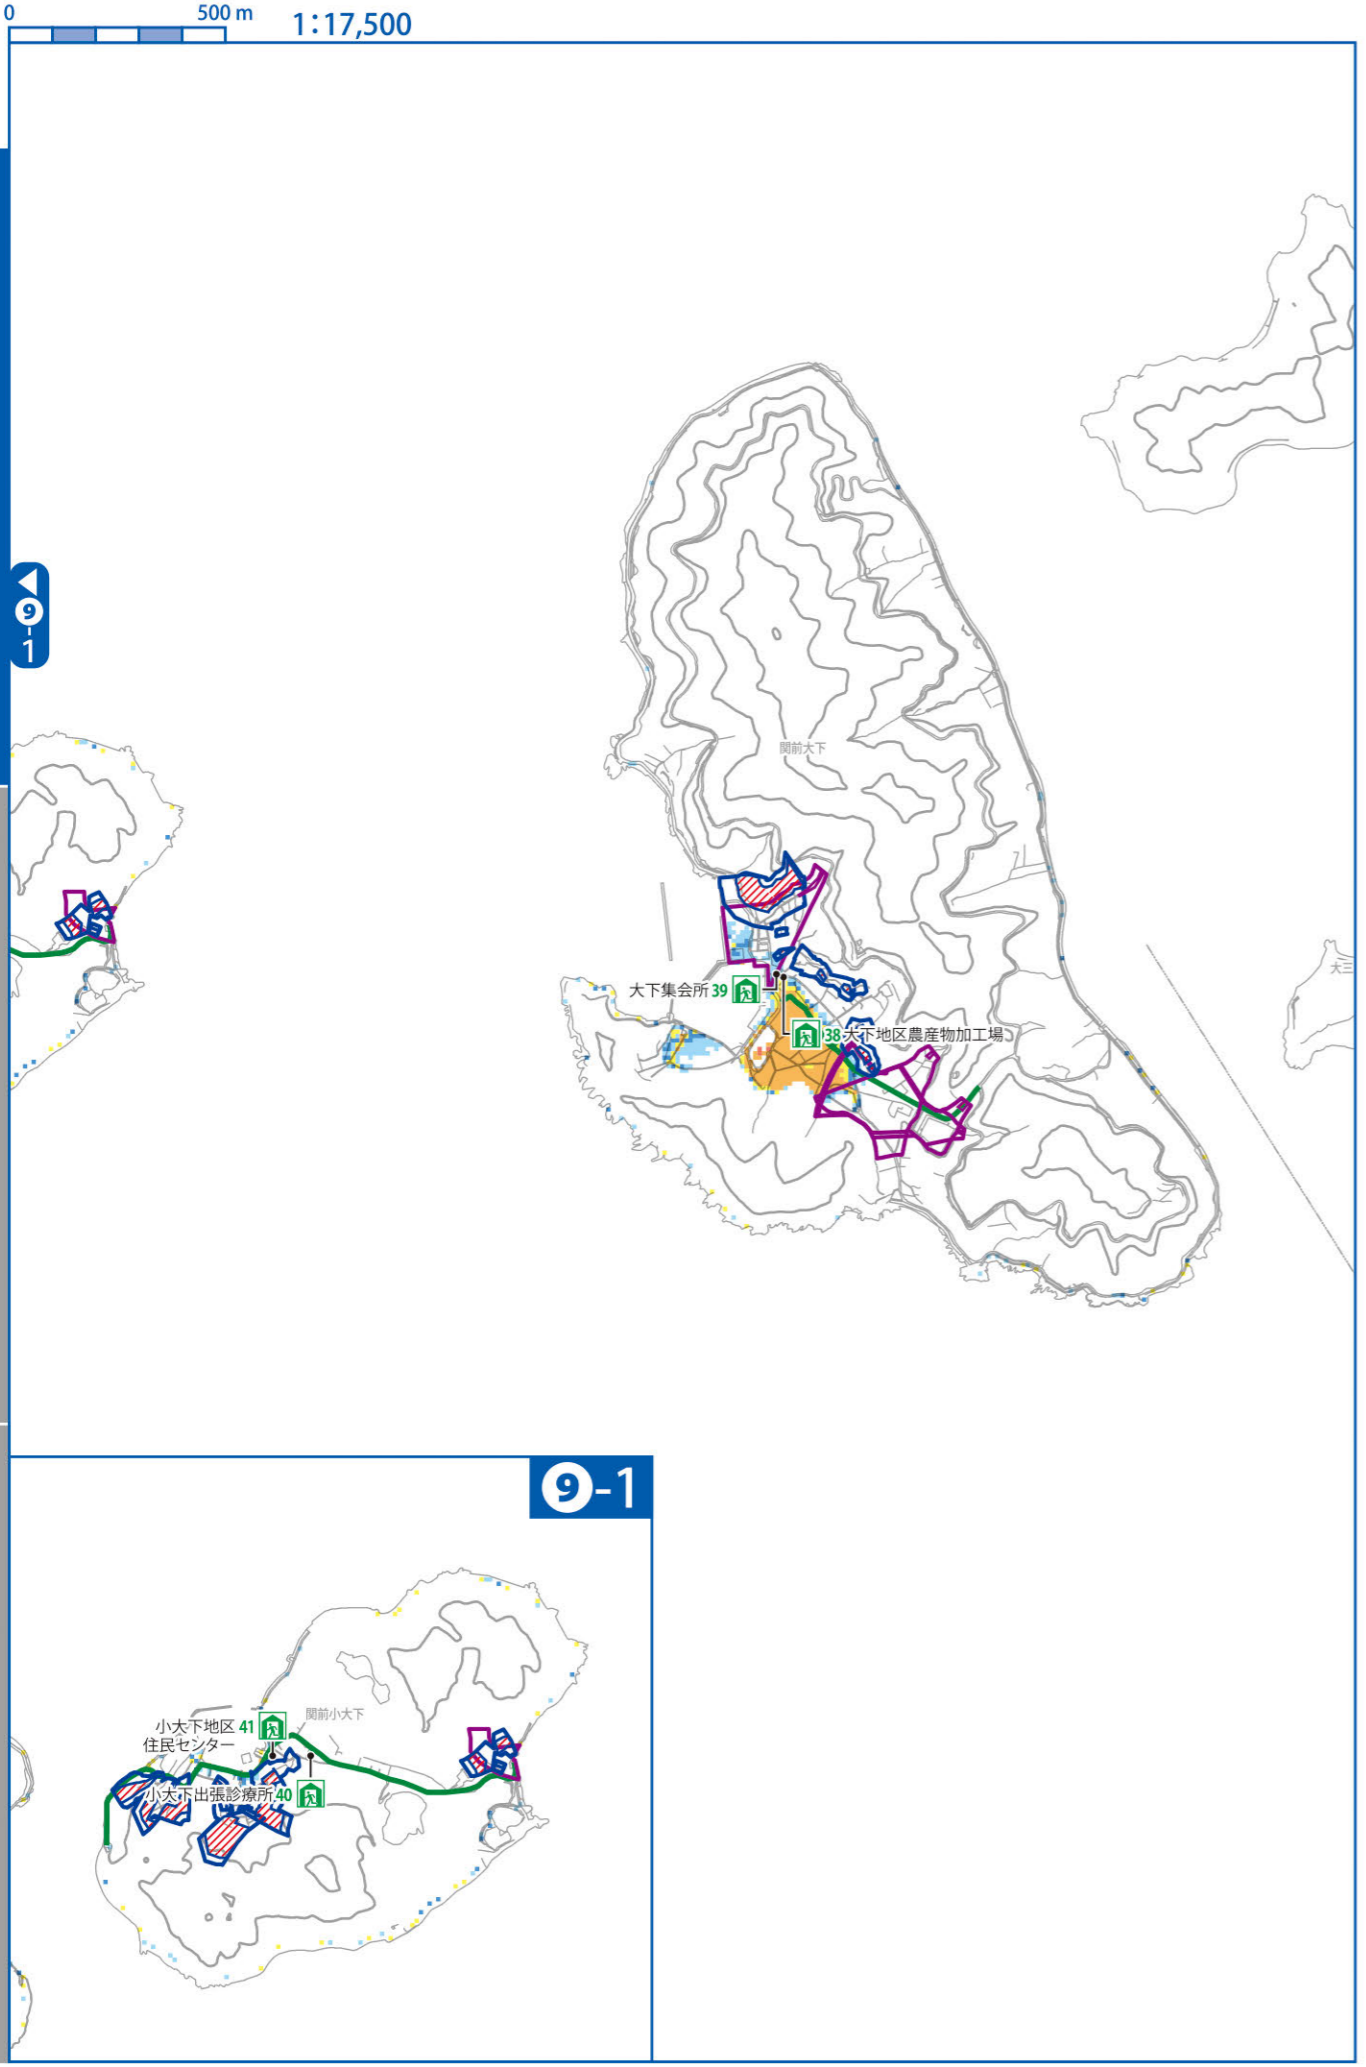 0 500 m 1:17,500
9-1
関前大下
大三
大下集会所 39
38 大下地区農産物加工場
9-1
関前小大下
小大下地区 41
住民センター
小大下出張診療所 40